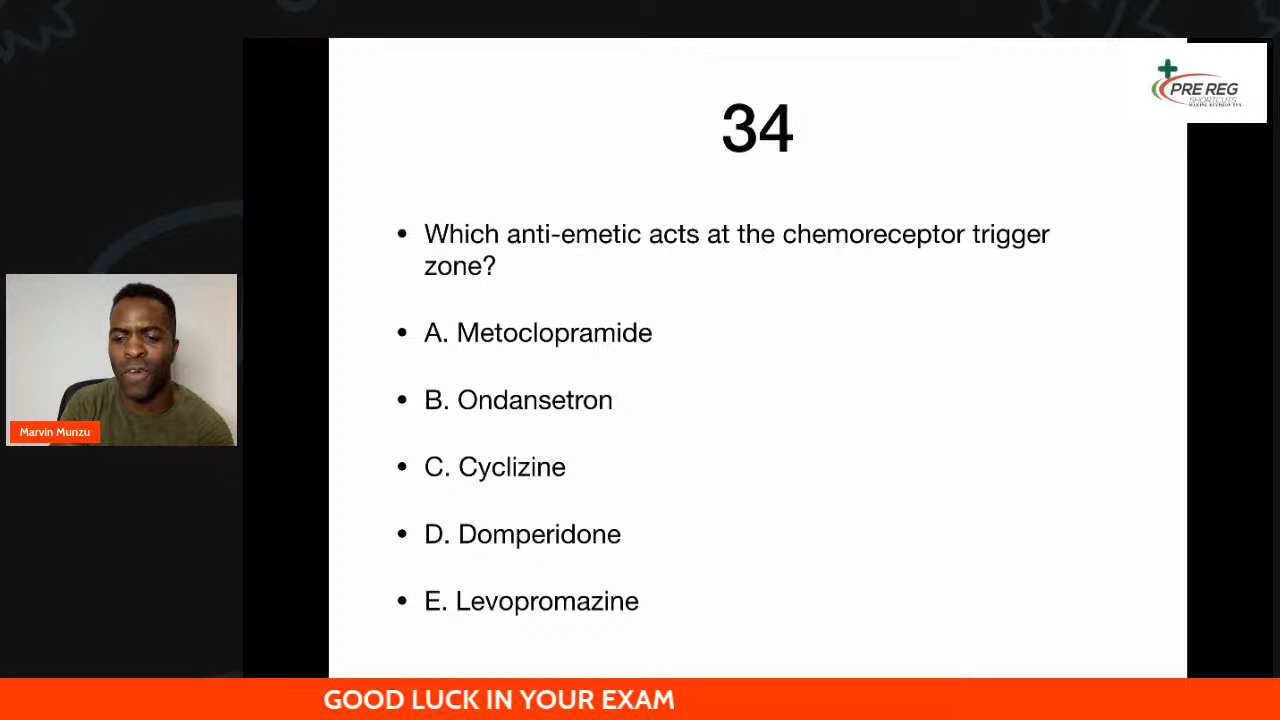 PRE REG
SHORTCUTS
34
• Which anti-emetic acts at the chemoreceptor trigger
zone?
• A. Metoclopramide
• B. Ondansetron
• C. Cyclizine
• D. Domperidone
• E. Levopromazine
Marvin Munzu
GOOD LUCK IN YOUR EXAM